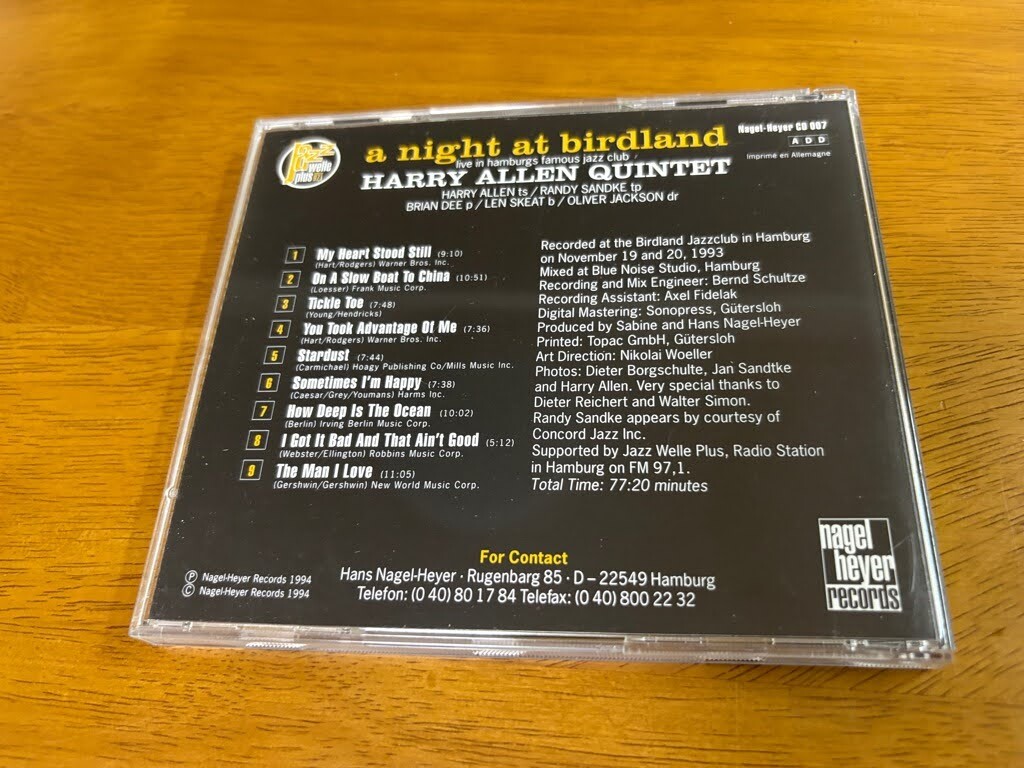 Jazz
welle
plus
a night at birdland
live in hamburgs famous jazz club
HARRY ALLEN QUINTET
HARRY ALLEN ts / RANDY SANDKE tp
BRIAN DEE p / LEN SKEAT b / OLIVER JACKSON dr
Nagel-Heyer CD 007
A D D
Imprimé en Allemagne
1 My Heart Stood Still (9:10)
(Hart/Rodgers) Warner Bros. Inc.
2 On A Slow Boat To China (10:51)
(Loesser) Frank Music Corp.
3 Tickle Toe (7:48)
(Young/Hendricks)
4 You Took Advantage Of Me (7:36)
(Hart/Rodgers) Warner Bros. Inc.
5 Stardust (7:44)
(Carmichael) Hoagy Publishing Co/Mills Music Inc.
6 Sometimes I'm Happy (7:38)
(Caesar/Grey/Youmans) Harms Inc.
7 How Deep Is The Ocean (10:02)
(Berlin) Irving Berlin Music Corp.
8 I Got It Bad And That Ain't Good (5:12)
(Webster/Ellington) Robbins Music Corp.
9 The Man I Love (11:05)
(Gershwin/Gershwin) New World Music Corp.
Recorded at the Birdland Jazzclub in Hamburg
on November 19 and 20, 1993
Mixed at Blue Noise Studio, Hamburg
Recording and Mix Engineer: Bernd Schultze
Recording Assistant: Axel Fidelak
Digital Mastering: Sonopress, Gütersloh
Produced by Sabine and Hans Nagel-Heyer
Printed: Topac GmbH, Gütersloh
Art Direction: Nikolai Woeller
Photos: Dieter Borgschulte, Jan Sandtke
and Harry Allen. Very special thanks to
Dieter Reichert and Walter Simon.
Randy Sandke appears by courtesy of
Concord Jazz Inc.
Supported by Jazz Welle Plus, Radio Station
in Hamburg on FM 97,1.
Total Time: 77:20 minutes
For Contact
Hans Nagel-Heyer · Rugenbarg 85 · D – 22549 Hamburg
Telefon: (0 40) 80 17 84 Telefax: (0 40) 800 22 32
Ⓟ Nagel-Heyer Records 1994
© Nagel-Heyer Records 1994
nagel
heyer
records